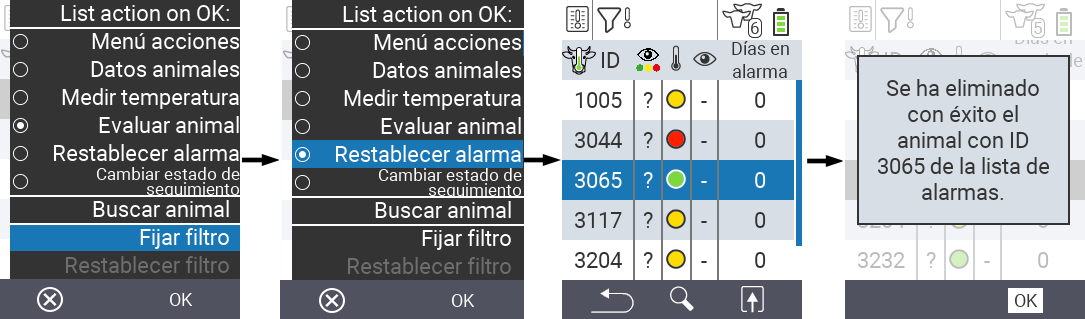 List action on OK:
Menú acciones
Datos animales
Medir temperatura
Evaluar animal
Restablecer alarma
Cambiar estado de
seguimiento
Buscar animal
Fijar filtro
Restablecer filtro
OK
List action on OK:
Menú acciones
Datos animales
Medir temperatura
Evaluar animal
Restablecer alarma
Cambiar estado de
seguimiento
Buscar animal
Fijar filtro
Restablecer filtro
OK
6
ID Días en
alarma
1005 ? - 0
3044 ? - 0
3065 ? - 0
3117 ? - 0
3204 ? - 0
5
Días en
Se ha eliminado
con éxito el
animal con ID
3065 de la lista de
alarmas.
3232 ? - 0
OK